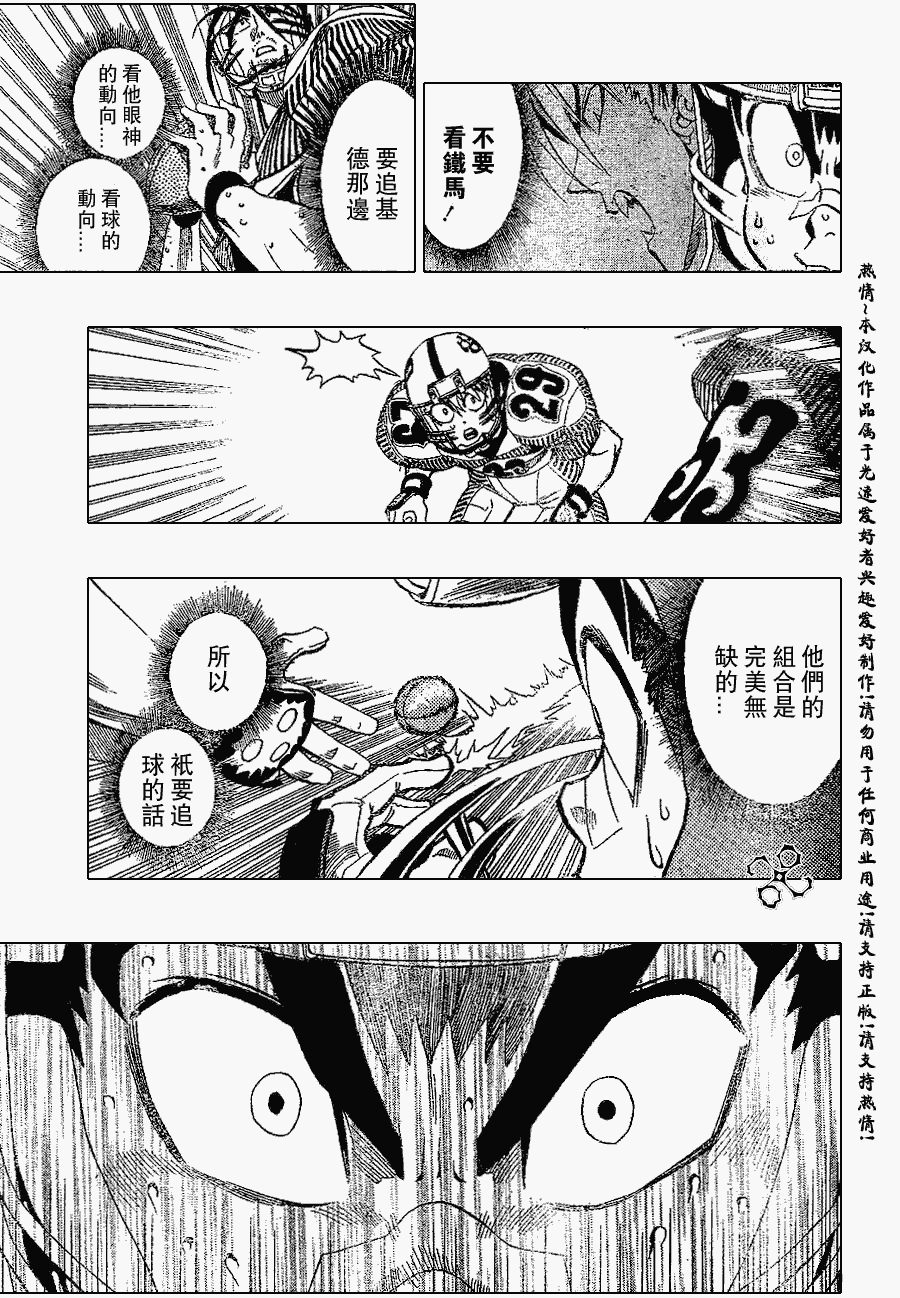 不要
看鐵馬！
要追基
德那邊
看他眼神
的動向…
看球的
動向…
29
他們的
組合是
完美無
缺的…
所以
祇要追
球的話
热情~本汉化作品属于光速爱好者兴趣爱好制作!请勿用于任何商业用途!请支持正版!请支持热情!